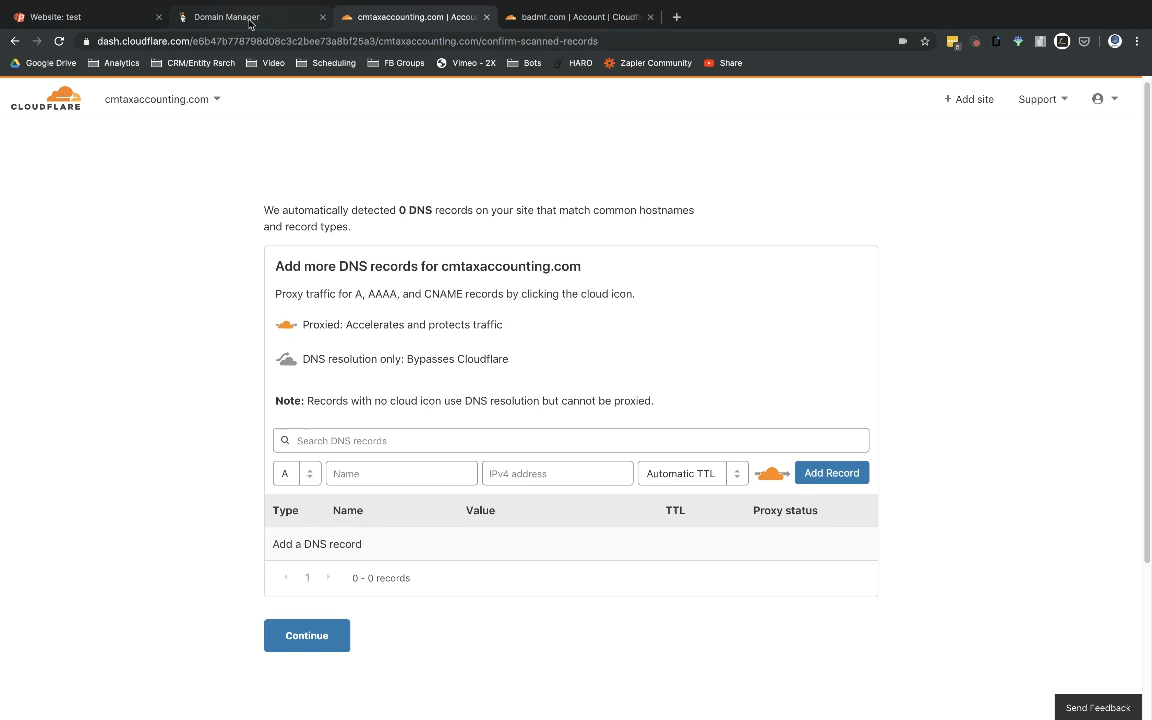 Website: test
Domain Manager
cmtaxaccounting.com | Accou
badmf.com | Account | Cloudfl
dash.cloudflare.com/e6b47b778798d08c3c2bee73a8bf25a3/cmtaxaccounting.com/confirm-scanned-records
Google Drive Analytics CRM/Entity Rsrch Video Scheduling FB Groups Vimeo - 2X Bots HARO Zapier Community Share
CLOUDFLARE
cmtaxaccounting.com
+ Add site
Support
We automatically detected 0 DNS records on your site that match common hostnames
and record types.
Add more DNS records for cmtaxaccounting.com
Proxy traffic for A, AAAA, and CNAME records by clicking the cloud icon.
Proxied: Accelerates and protects traffic
DNS resolution only: Bypasses Cloudflare
Note: Records with no cloud icon use DNS resolution but cannot be proxied.
Search DNS records
A Name IPv4 address Automatic TTL Add Record
Type Name Value TTL Proxy status
Add a DNS record
1 0 - 0 records
Continue
Send Feedback